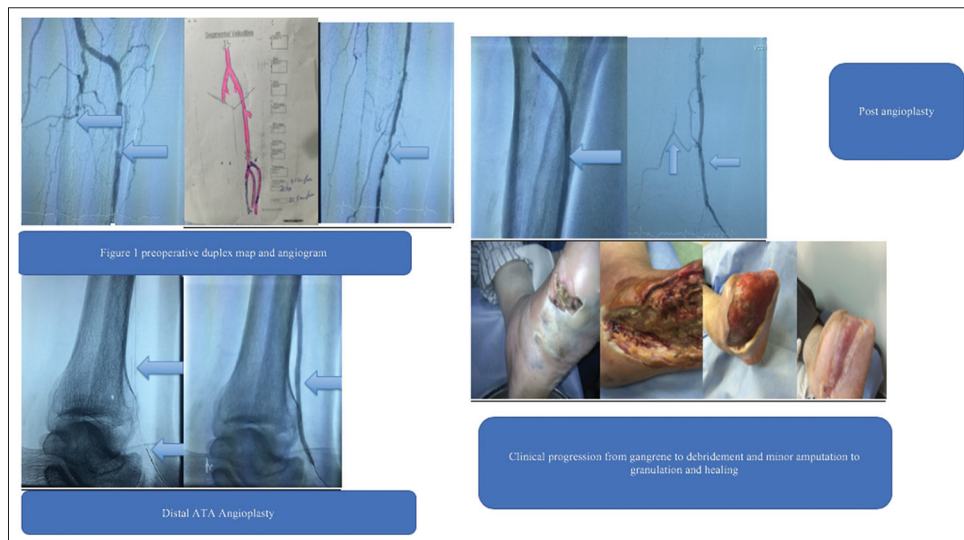 Segmental Velocities
Post angioplasty
Figure 1 preoperative duplex map and angiogram
Distal ATA Angioplasty
Clinical progression from gangrene to debridement and minor amputation to
granulation and healing